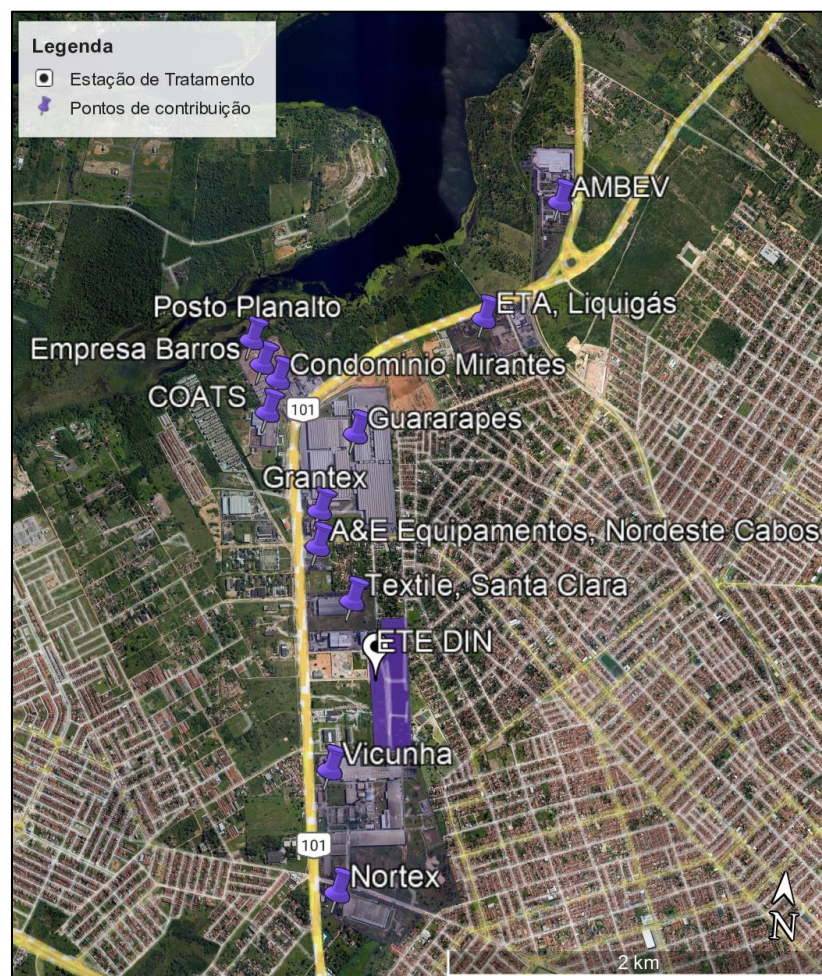 Legenda
Estação de Tratamento
Pontos de contribuição
AMBEV
ETA, Liquigás
Posto Planalto
Empresa Barros
Condominio Mirantes
COATS
101
Guararapes
Grantex
A&E Equipamentos, Nordeste Cabos
Textile, Santa Clara
ETE DIN
Vicunha
101
Nortex
N
2 km